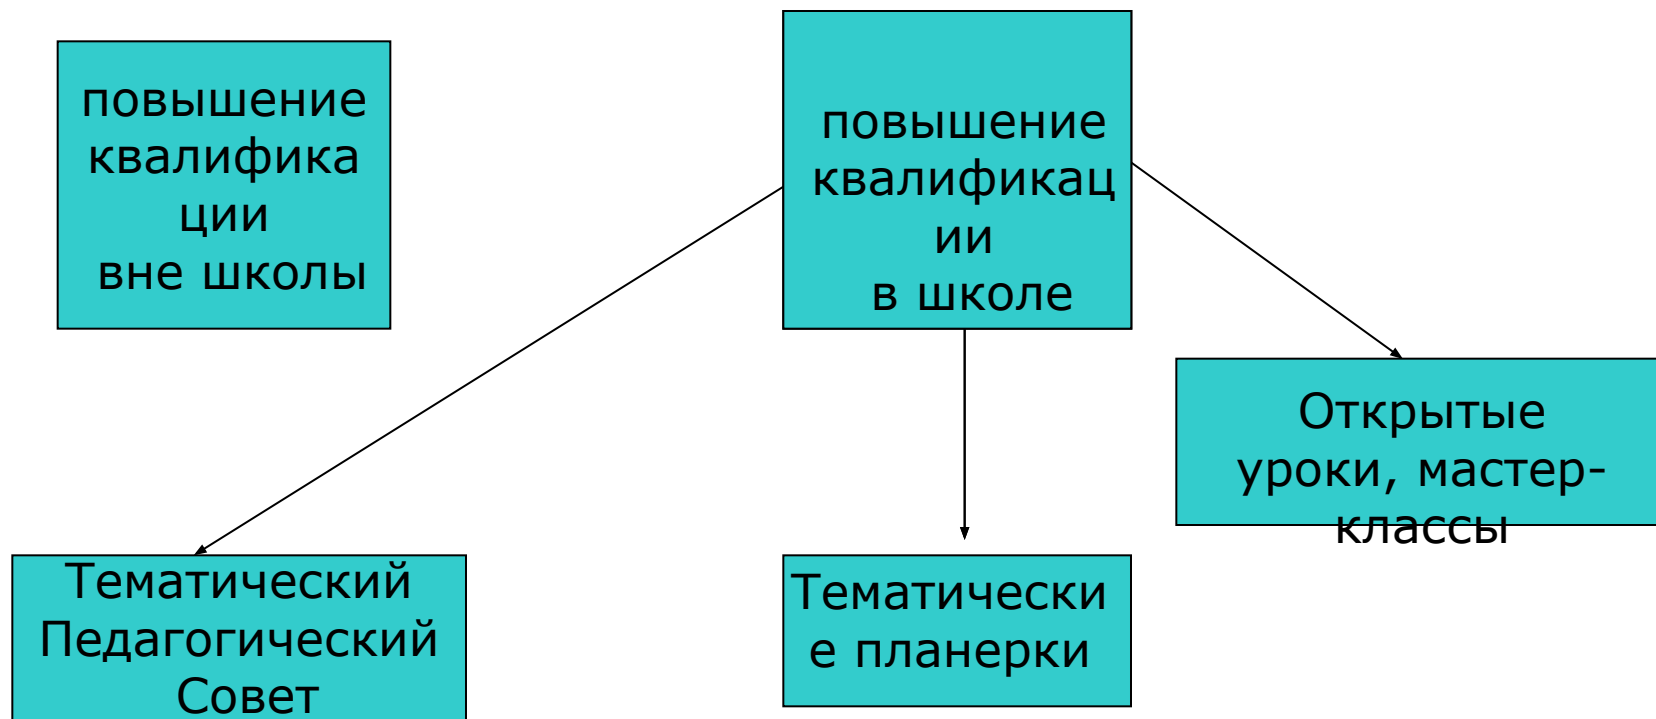 повышение
квалифика
ции
вне школы
повышение
квалификац
ии
в школе
Открытые
уроки, мастер-
классы
Тематический
Педагогический
Совет
Тематически
е планерки